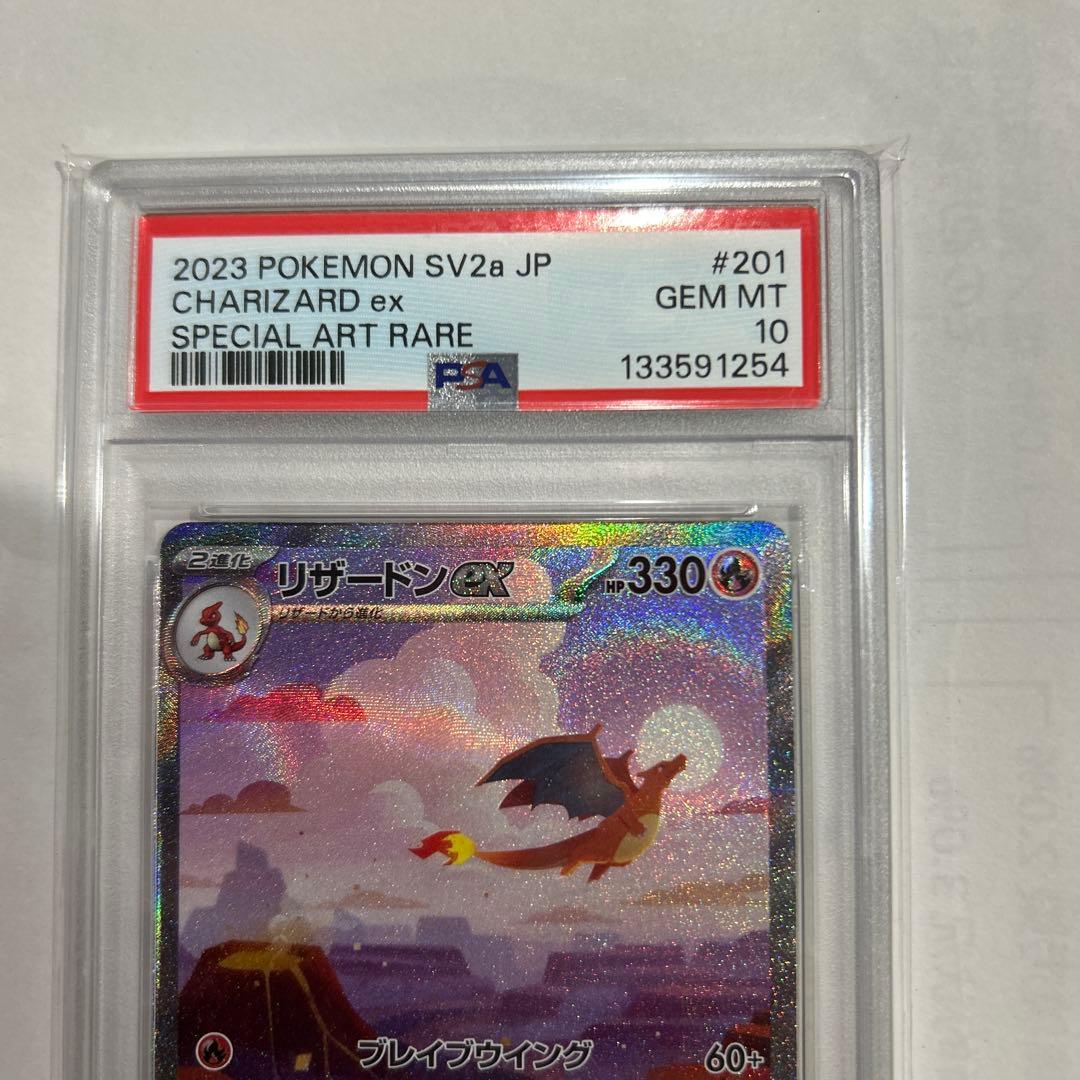 2023 POKEMON SV2a JP #201
CHARIZARD ex GEM MT
SPECIAL ART RARE 10
PSA 133591254
2進化 リザードンex HP330
リザードから進化
ブレイブウイング 60+